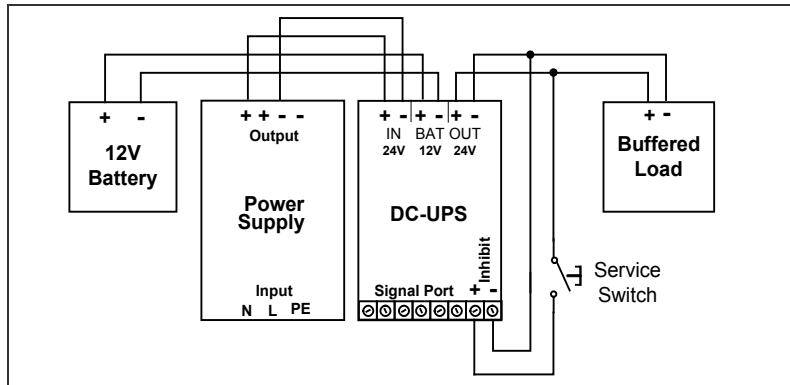 + -
12V
Battery
+ + - -
Output
Power
Supply
Input
N L PE
+ - + - + -
IN BAT OUT
24V 12V 24V
DC-UPS
Inhibit
Signal Port + -
+ -
Buffered
Load
Service
Switch